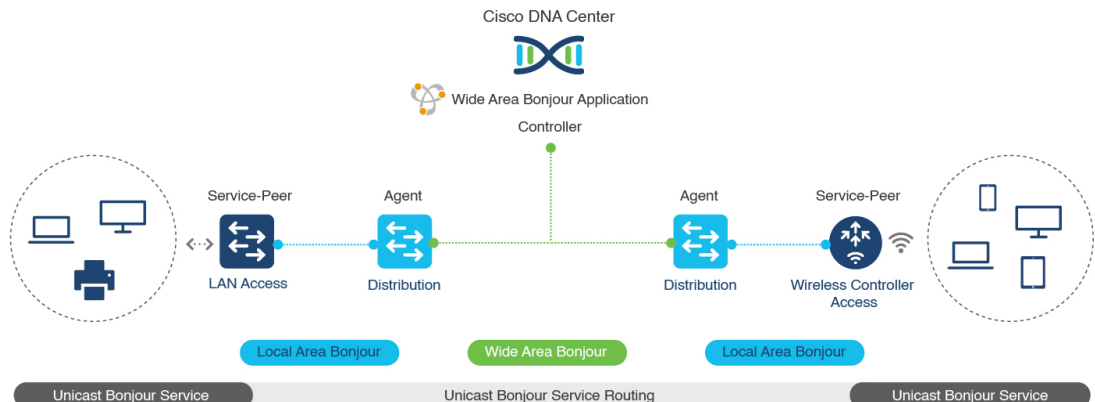 Cisco DNA Center
Wide Area Bonjour Application
Controller
Service-Peer
Agent
Agent
Service-Peer
LAN Access
Distribution
Distribution
Wireless Controller
Access
Local Area Bonjour
Wide Area Bonjour
Local Area Bonjour
Unicast Bonjour Service
Unicast Bonjour Service Routing
Unicast Bonjour Service